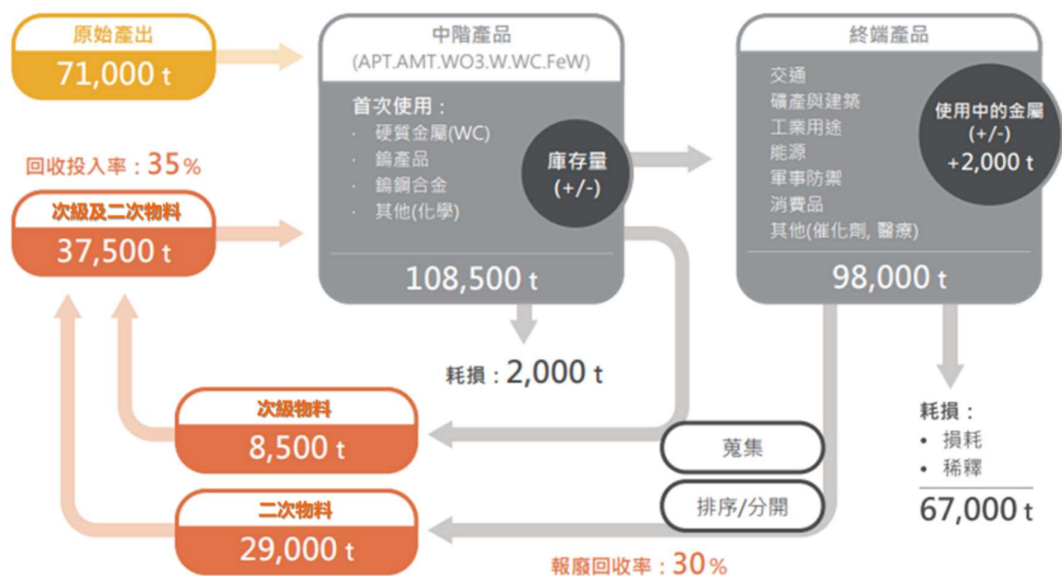 原始產出
71,000 t
回收投入率：35%
次級及二次物料
37,500 t
中階產品
(APT.AMT.WO3.W.WC.FeW)
首次使用：
· 硬質金屬(WC)
· 鎢產品
· 鎢鋼合金
· 其他(化學)
庫存量
(+/-)
108,500 t
終端產品
交通
礦產與建築
工業用途
能源
軍事防禦
消費品
其他(催化劑, 醫療)
使用中的金屬
(+/-)
+2,000 t
98,000 t
耗損：2,000 t
次級物料
8,500 t
二次物料
29,000 t
蒐集
排序/分開
報廢回收率：30%
耗損：
• 損耗
• 稀釋
67,000 t